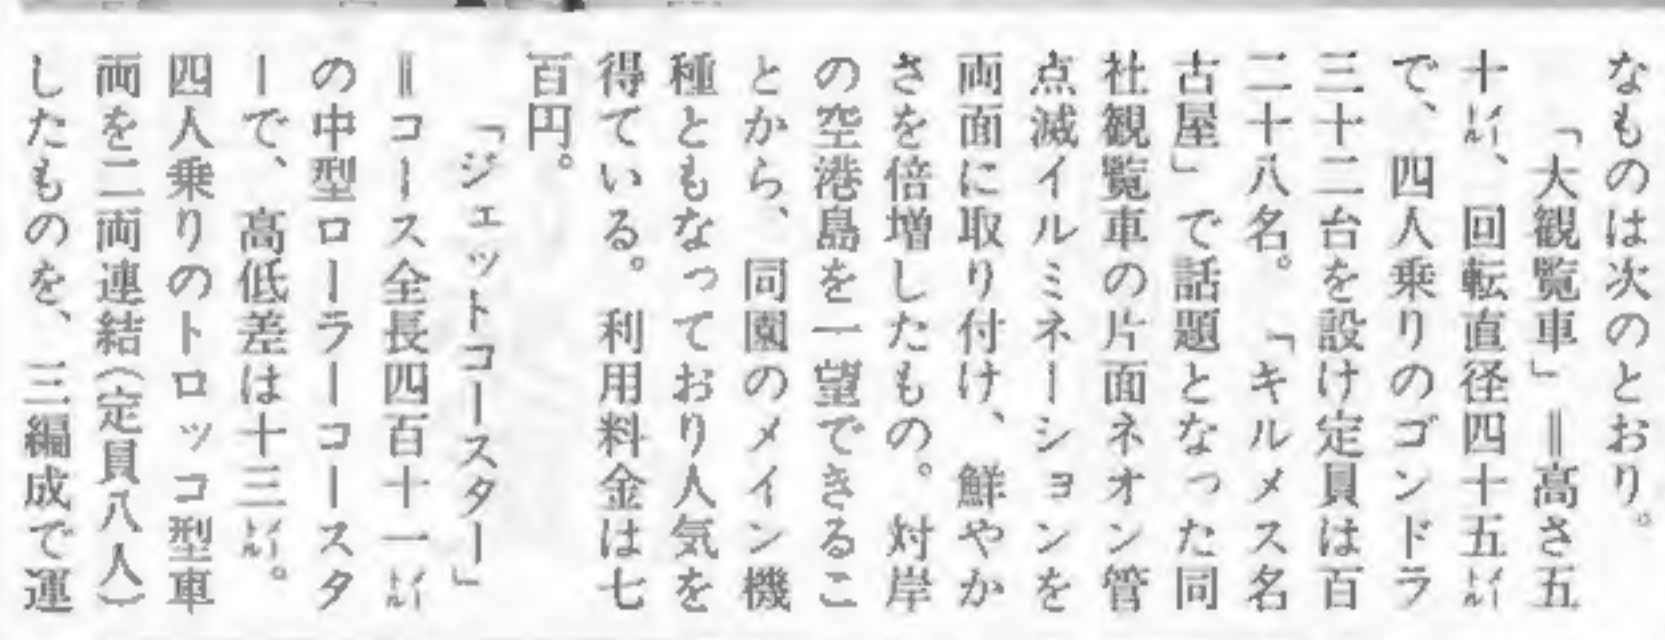 なものは次のとおり。
「大観覧車」＝高さ五
十㍍、回転直径四十五㍍
で、四人乗りのゴンドラ
三十二台を設け定員は百
二十八名。「キルメス名
古屋」で話題となった同
社観覧車の片面ネオン管
点滅イルミネーションを
両面に取り付け、鮮やか
さを倍増したもの。対岸
の空港島を一望できるこ
とから、同園のメイン機
種ともなっており人気を
得ている。利用料金は七
百円。
「ジェットコースター」
＝コース全長四百十一㍍
の中型ローラーコースタ
ーで、高低差は十三㍍。
四人乗りのトロッコ型車
両を二両連結（定員八人）
したものを、三編成で運